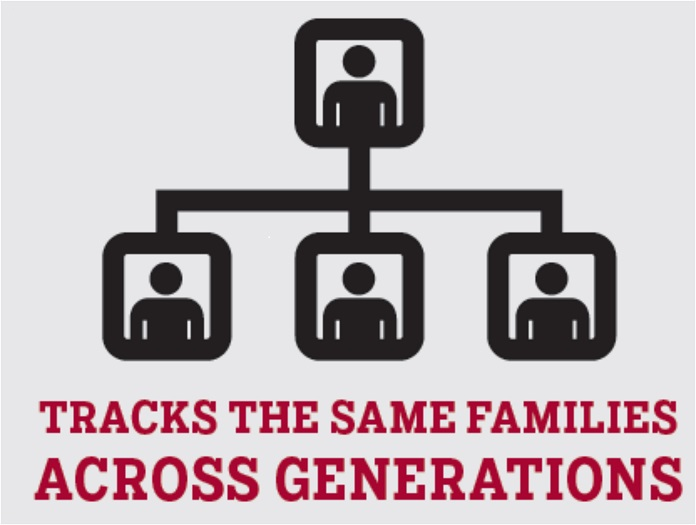 TRACKS THE SAME FAMILIES
ACROSS GENERATIONS